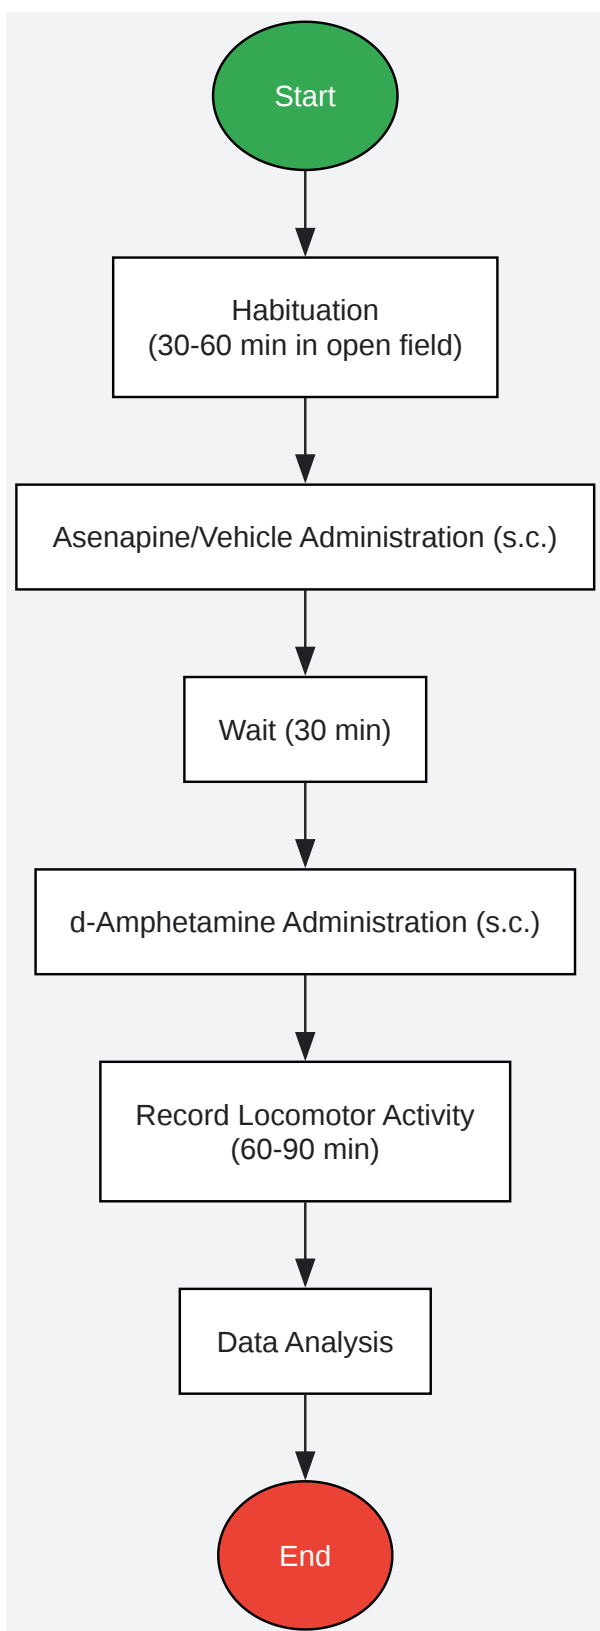 Start
Habituation
(30-60 min in open field)
Asenapine/Vehicle Administration (s.c.)
Wait (30 min)
d-Amphetamine Administration (s.c.)
Record Locomotor Activity
(60-90 min)
Data Analysis
End